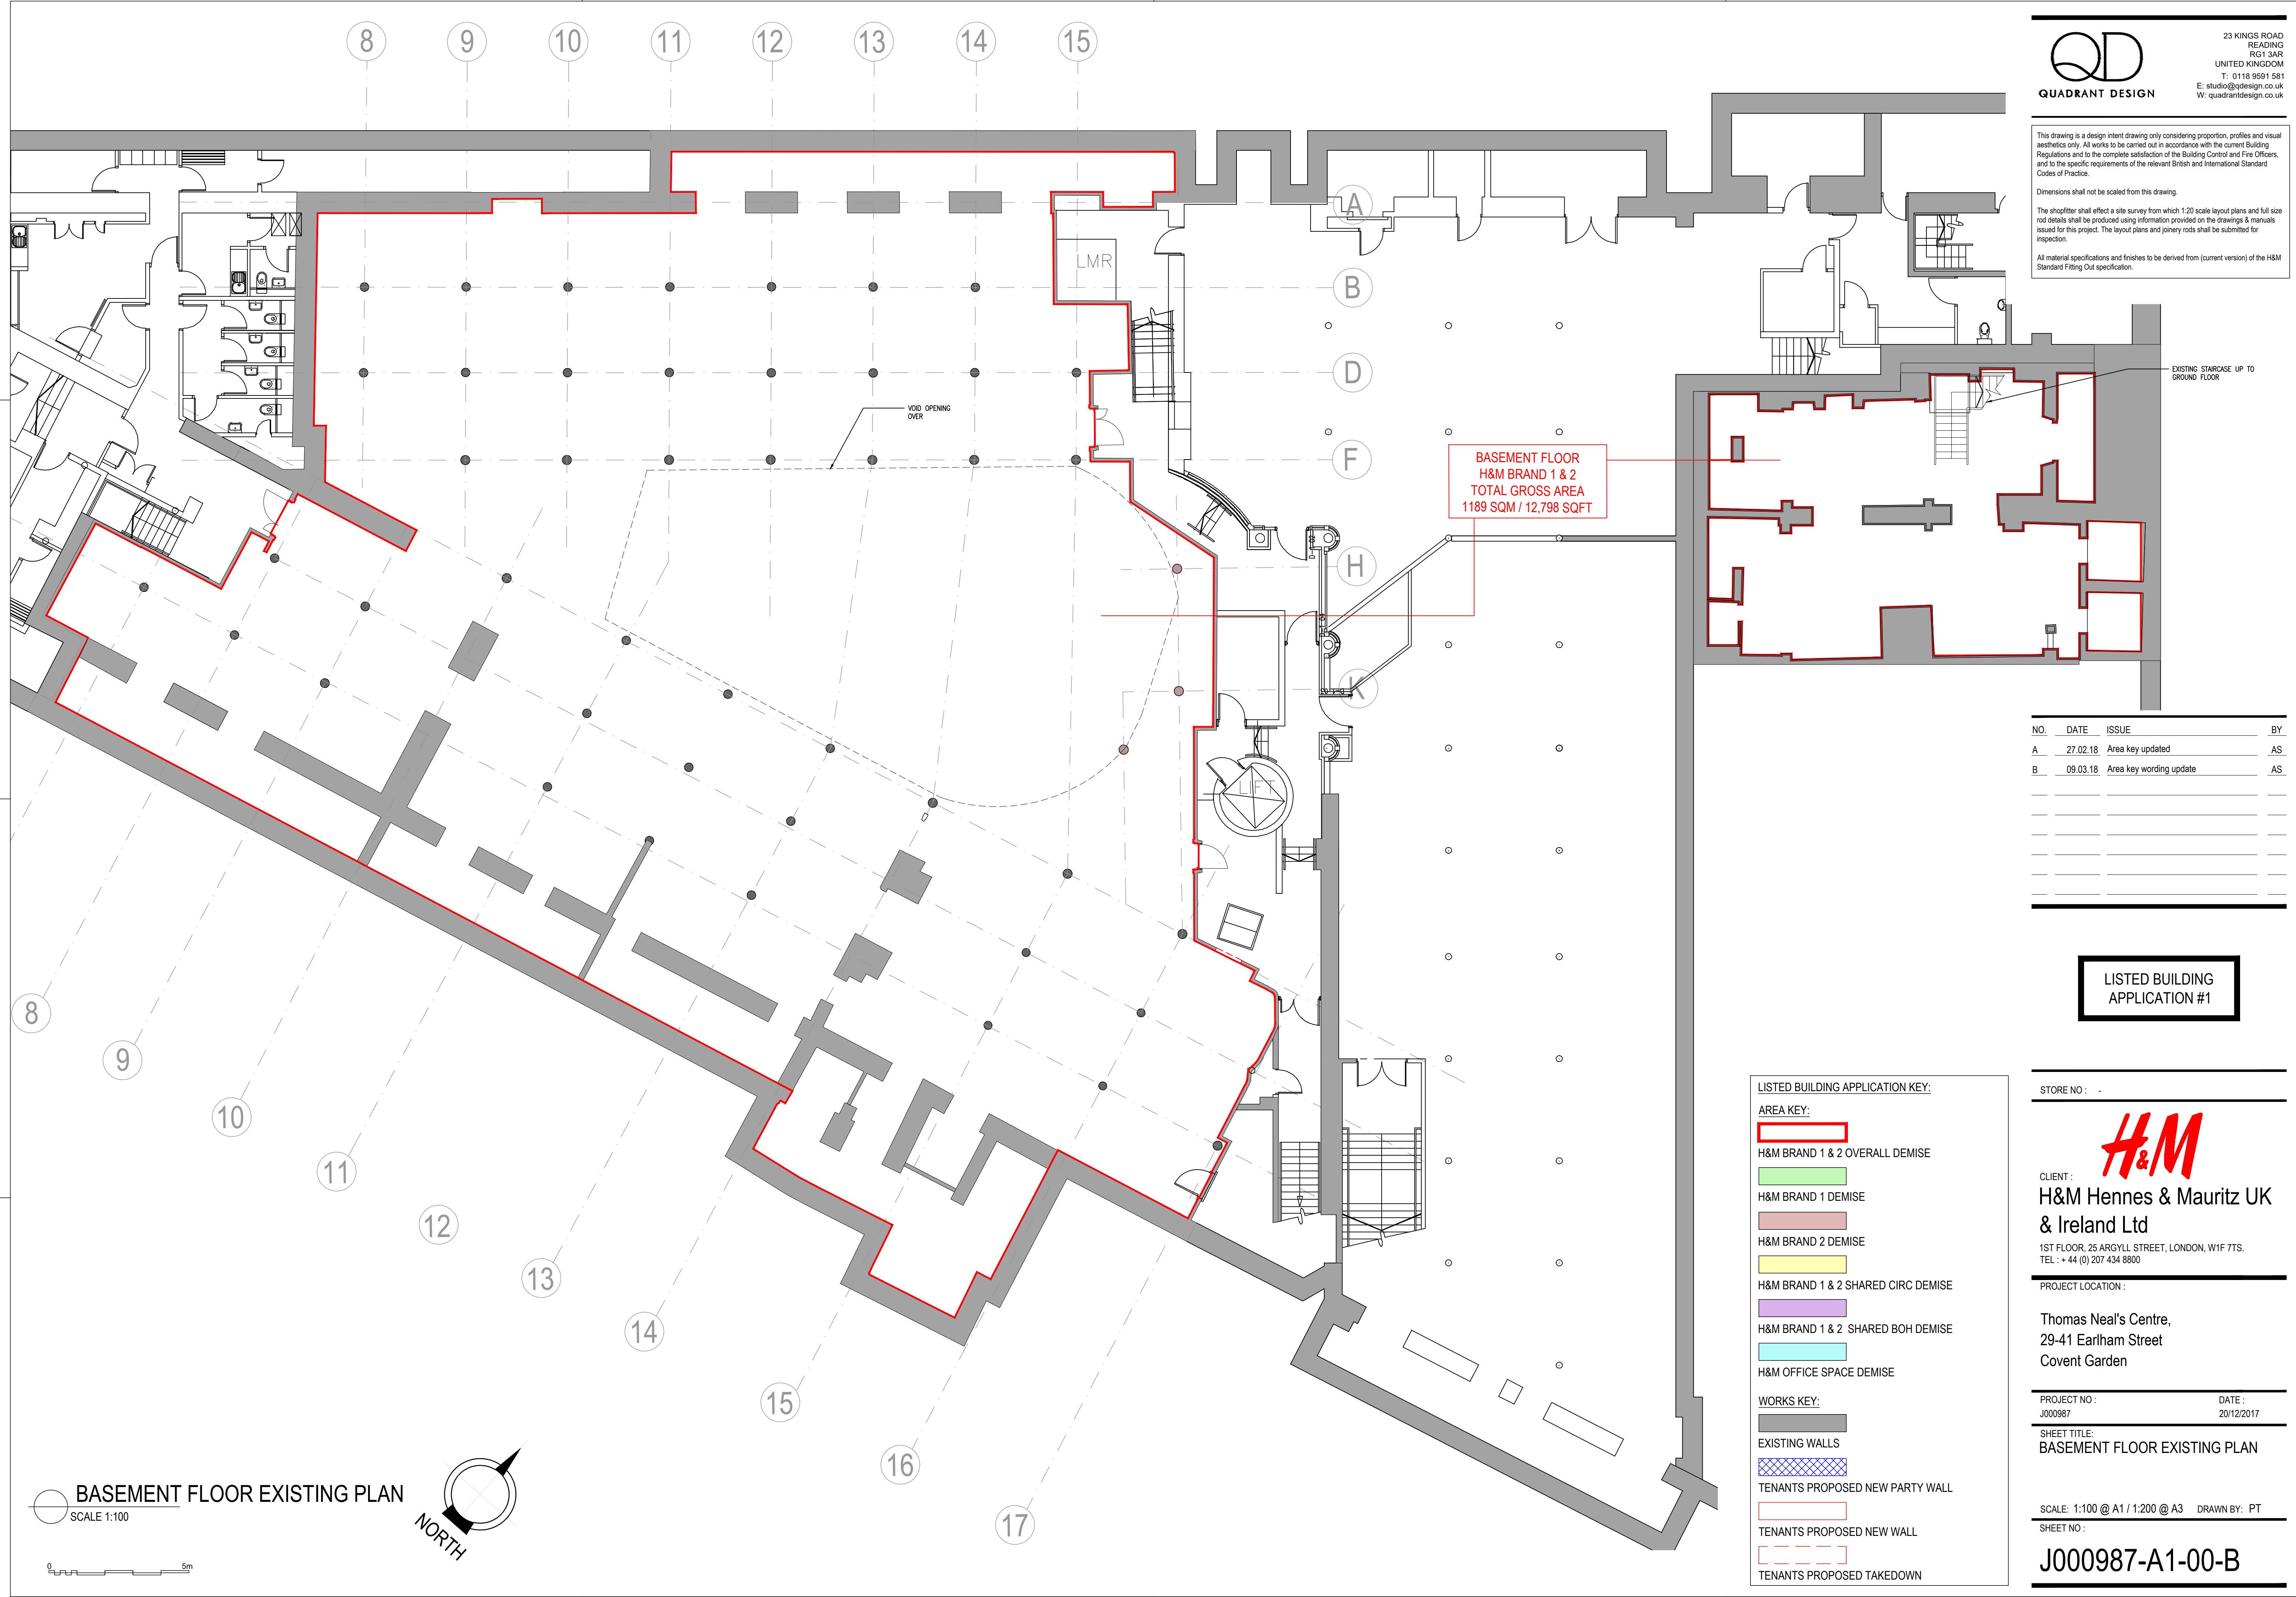 8
9
10
11
12
13
14
15
A
B
D
F
H
K
LMR
LIFT
VOID OPENING
OVER
BASEMENT FLOOR
H&M BRAND 1 & 2
TOTAL GROSS AREA
1189 SQM / 12,798 SQFT
EXISTING STAIRCASE UP TO
GROUND FLOOR
8
9
10
11
12
13
14
15
16
17
BASEMENT FLOOR EXISTING PLAN
SCALE 1:100
0
5m
NORTH
LISTED BUILDING APPLICATION KEY:
AREA KEY:
H&M BRAND 1 & 2 OVERALL DEMISE
H&M BRAND 1 DEMISE
H&M BRAND 2 DEMISE
H&M BRAND 1 & 2 SHARED CIRC DEMISE
H&M BRAND 1 & 2 SHARED BOH DEMISE
H&M OFFICE SPACE DEMISE
WORKS KEY:
EXISTING WALLS
TENANTS PROPOSED NEW PARTY WALL
TENANTS PROPOSED NEW WALL
TENANTS PROPOSED TAKEDOWN
QD
QUADRANT DESIGN
23 KINGS ROAD
READING
RG1 3AR
UNITED KINGDOM
T: 0118 9591 581
E: studio@qdesign.co.uk
W: quadrantdesign.co.uk
This drawing is a design intent drawing only considering proportion, profiles and visual
aesthetics only. All works to be carried out in accordance with the current Building
Regulations and to the complete satisfaction of the Building Control and Fire Officers,
and to the specific requirements of the relevant British and International Standard
Codes of Practice.
Dimensions shall not be scaled from this drawing.
The shopfitter shall effect a site survey from which 1:20 scale layout plans and full size
rod details shall be produced using information provided on the drawings & manuals
issued for this project. The layout plans and joinery rods shall be submitted for
inspection.
All material specifications and finishes to be derived from (current version) of the H&M
Standard Fitting Out specification.
NO. DATE ISSUE BY
A 27.02.18 Area key updated AS
B 09.03.18 Area key wording update AS
LISTED BUILDING
APPLICATION #1
STORE NO : -
H&M
CLIENT :
H&M Hennes & Mauritz UK
& Ireland Ltd
1ST FLOOR, 25 ARGYLL STREET, LONDON, W1F 7TS.
TEL : + 44 (0) 207 434 8800
PROJECT LOCATION :
Thomas Neal's Centre,
29-41 Earlham Street
Covent Garden
PROJECT NO : DATE :
J000987 20/12/2017
SHEET TITLE:
BASEMENT FLOOR EXISTING PLAN
SCALE: 1:100 @ A1 / 1:200 @ A3 DRAWN BY: PT
SHEET NO :
J000987-A1-00-B